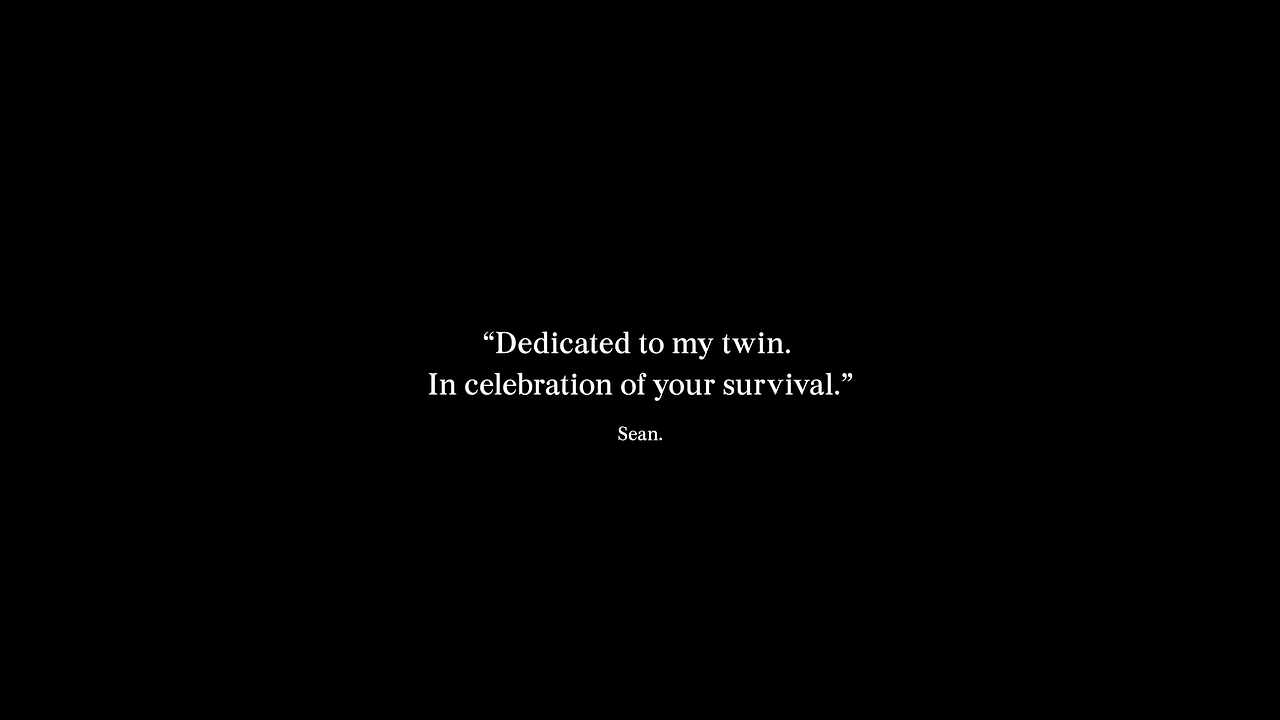 “Dedicated to my twin.
In celebration of your survival.”
Sean.